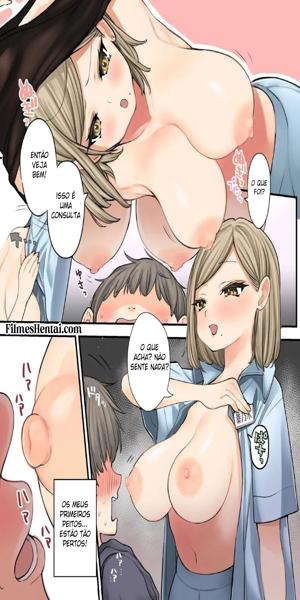 ENTÃO
VEJA
BEM!
ISSO É
UMA
CONSULTA
O QUE
FOI?
FilmesHentai.com
O QUE
ACHA? NÃO
SENTE NADA?
OS MEUS
PRIMEIROS
PEITOS...
ESTÃO TÃO
PERTOS!